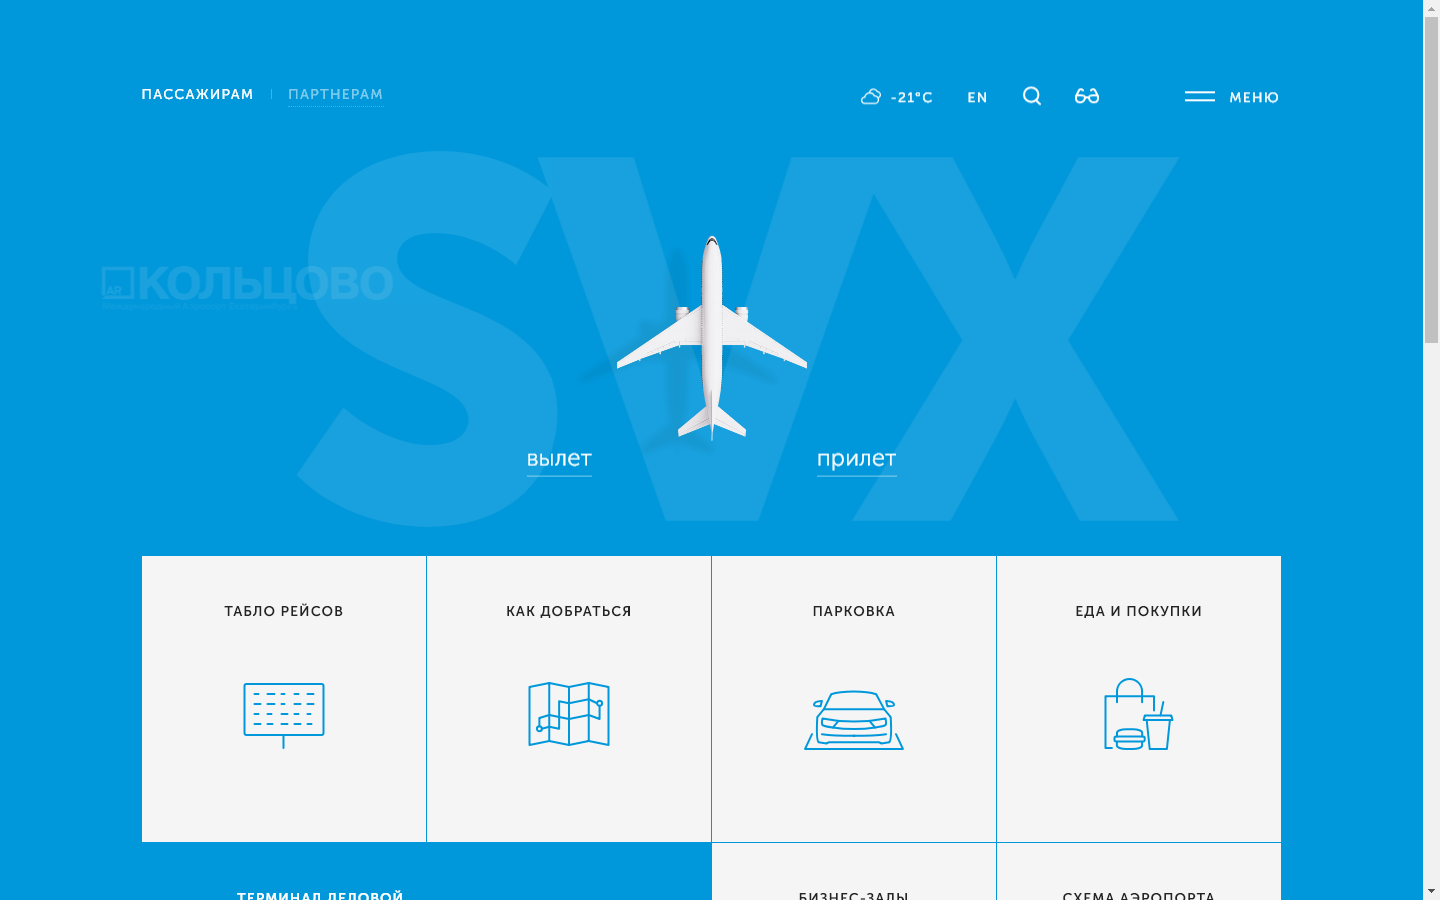 ПАССАЖИРАМ ПАРТНЕРАМ -21°C EN МЕНЮ
SVX
AR КОЛЬЦОВО
вылет прилет
ТАБЛО РЕЙСОВ КАК ДОБРАТЬСЯ ПАРКОВКА ЕДА И ПОКУПКИ
ТЕРМИНАЛ ДЕЛОВОЙ БИЗНЕС-ЗАЛЫ СХЕМА АЭРОПОРТА